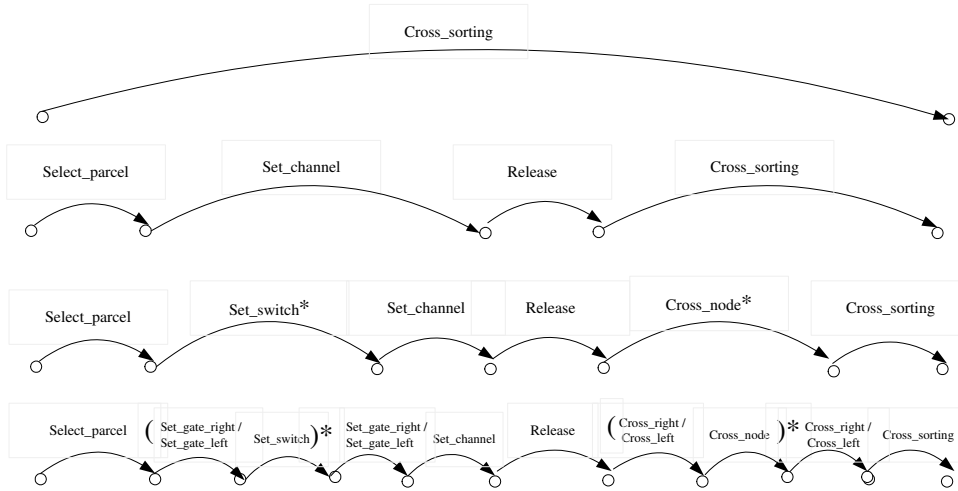 Cross_sorting
Select_parcel Set_channel Release Cross_sorting
Select_parcel Set_switch* Set_channel Release Cross_node* Cross_sorting
Select_parcel ( Set_gate_right / Set_gate_left Set_switch )* Set_gate_right / Set_gate_left Set_channel Release ( Cross_right / Cross_left Cross_node )* Cross_right / Cross_left Cross_sorting